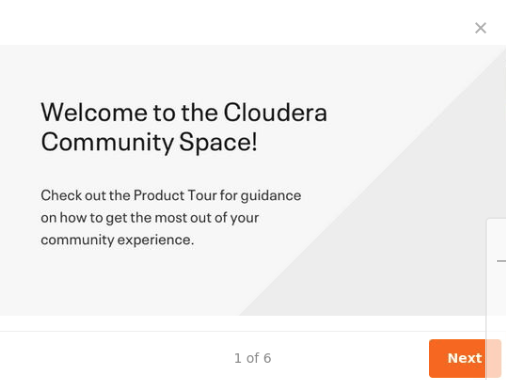 Welcome to the Cloudera
Community Space!
Check out the Product Tour for guidance
on how to get the most out of your
community experience.
1 of 6
Next